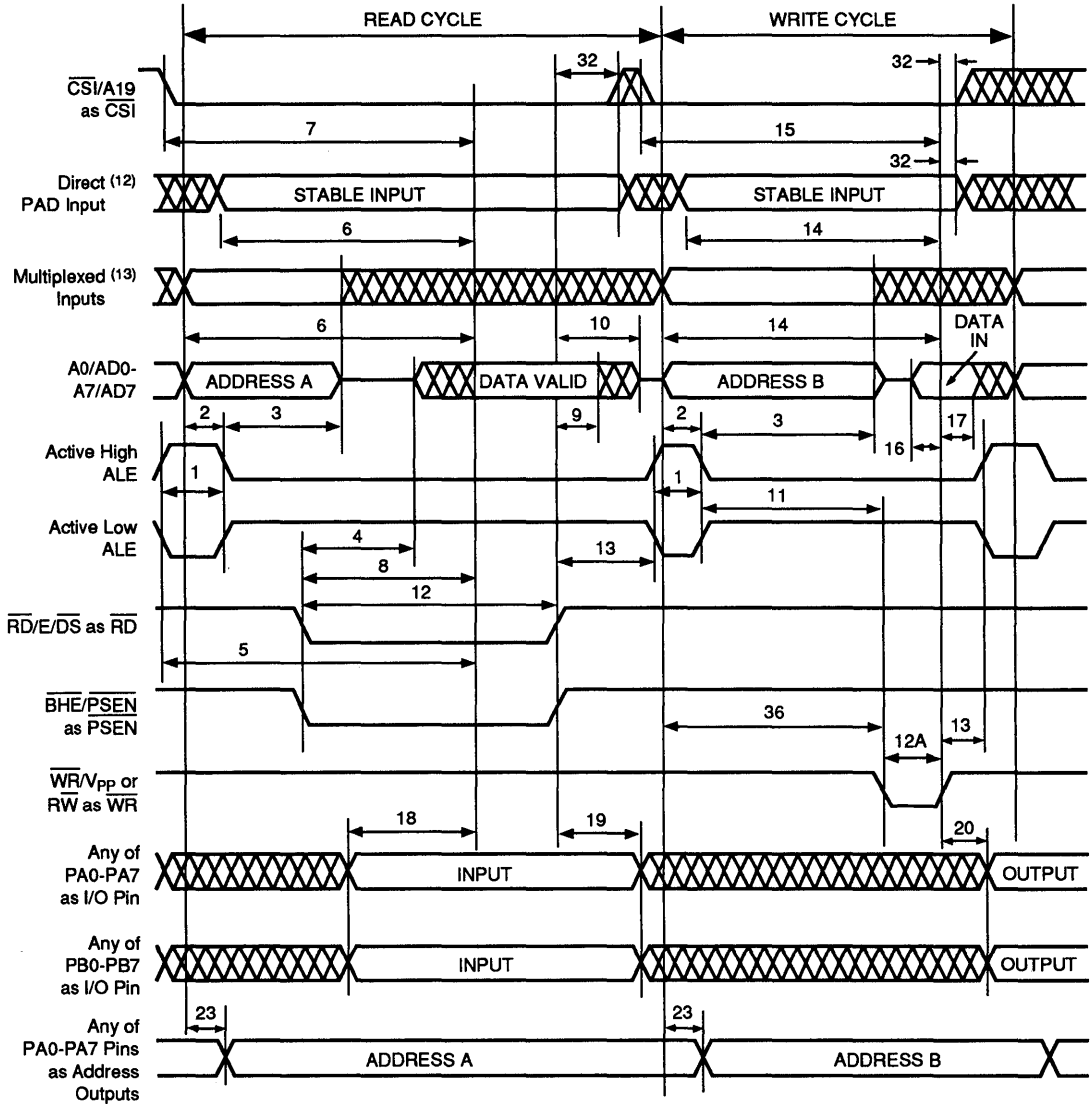 READ CYCLE
WRITE CYCLE
32
32
CSI/A19
as CSI
7
15
32
Direct (12)
PAD Input
STABLE INPUT
STABLE INPUT
6
14
Multiplexed (13)
Inputs
6
10
14
DATA
IN
A0/AD0-
A7/AD7
ADDRESS A
DATA VALID
ADDRESS B
2
3
9
2
3
16
17
Active High
ALE
1
1
11
Active Low
ALE
4
13
8
12
RD/E/DS as RD
5
BHE/PSEN
as PSEN
36
12A
13
WR/VPP or
RW as WR
18
19
20
Any of
PA0-PA7
as I/O Pin
INPUT
OUTPUT
Any of
PB0-PB7
as I/O Pin
INPUT
OUTPUT
23
23
Any of
PA0-PA7 Pins
as Address
Outputs
ADDRESS A
ADDRESS B